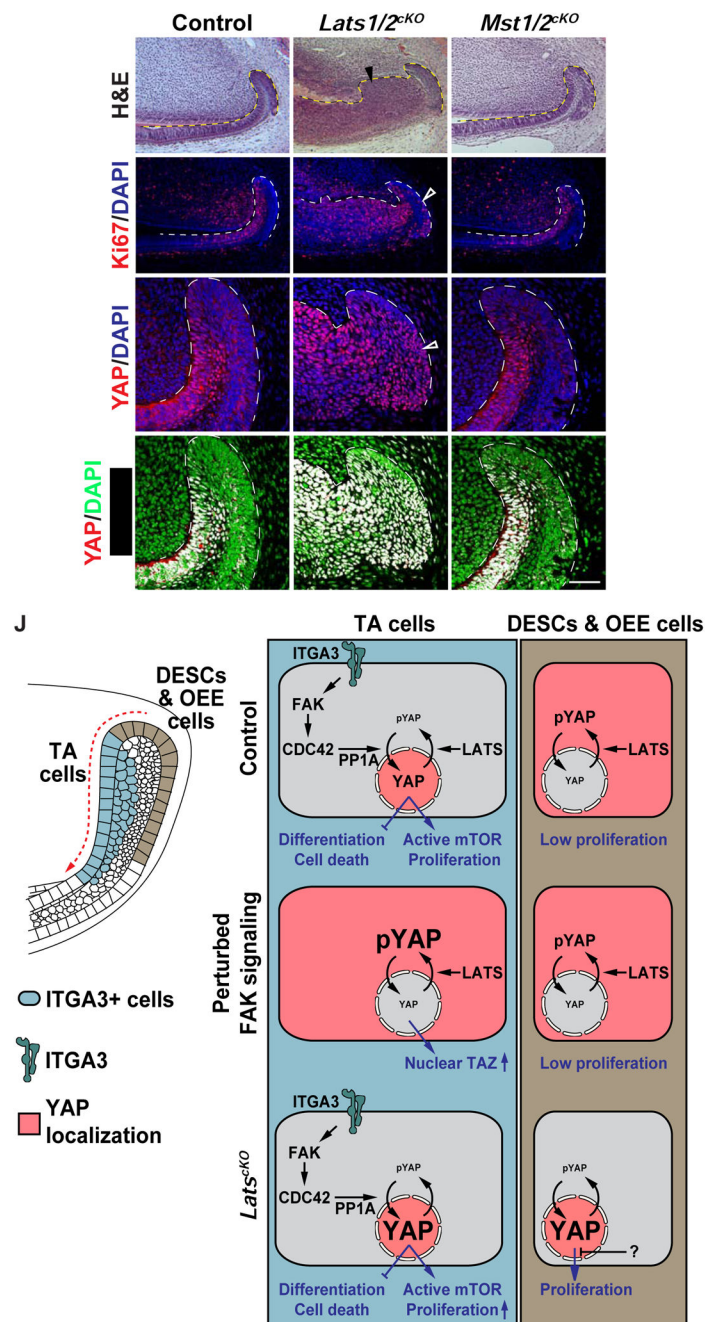 Control Lats1/2cKO Mst1/2cKO
H&E
Ki67/DAPI
YAP/DAPI
YAP/DAPI
J
TA cells DESCs & OEE cells
DESCs
& OEE
cells
TA
cells
ITGA3+ cells
ITGA3
YAP
localization
Control
ITGA3
FAK
CDC42
PP1A
pYAP
YAP
LATS
Differentiation
Cell death
Active mTOR
Proliferation
pYAP
YAP
LATS
Low proliferation
Perturbed
FAK signaling
pYAP
YAP
LATS
Nuclear TAZ
pYAP
YAP
LATS
Low proliferation
LatscKO
ITGA3
FAK
CDC42
PP1A
pYAP
YAP
Differentiation
Cell death
Active mTOR
Proliferation
pYAP
YAP
?
Proliferation